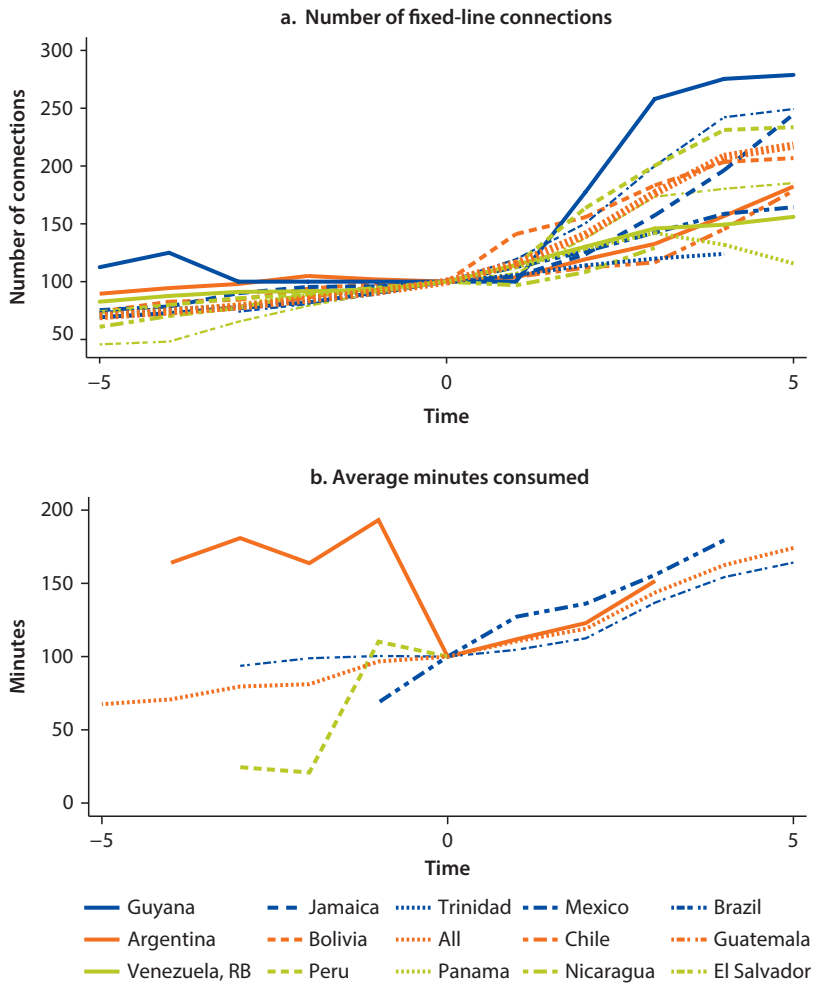 a. Number of fixed-line connections
300
250
200
150
100
50
Number of connections
−5 0 5
Time
b. Average minutes consumed
200
150
100
50
0
Minutes
−5 0 5
Time
Guyana Jamaica Trinidad Mexico Brazil
Argentina Bolivia All Chile Guatemala
Venezuela, RB Peru Panama Nicaragua El Salvador